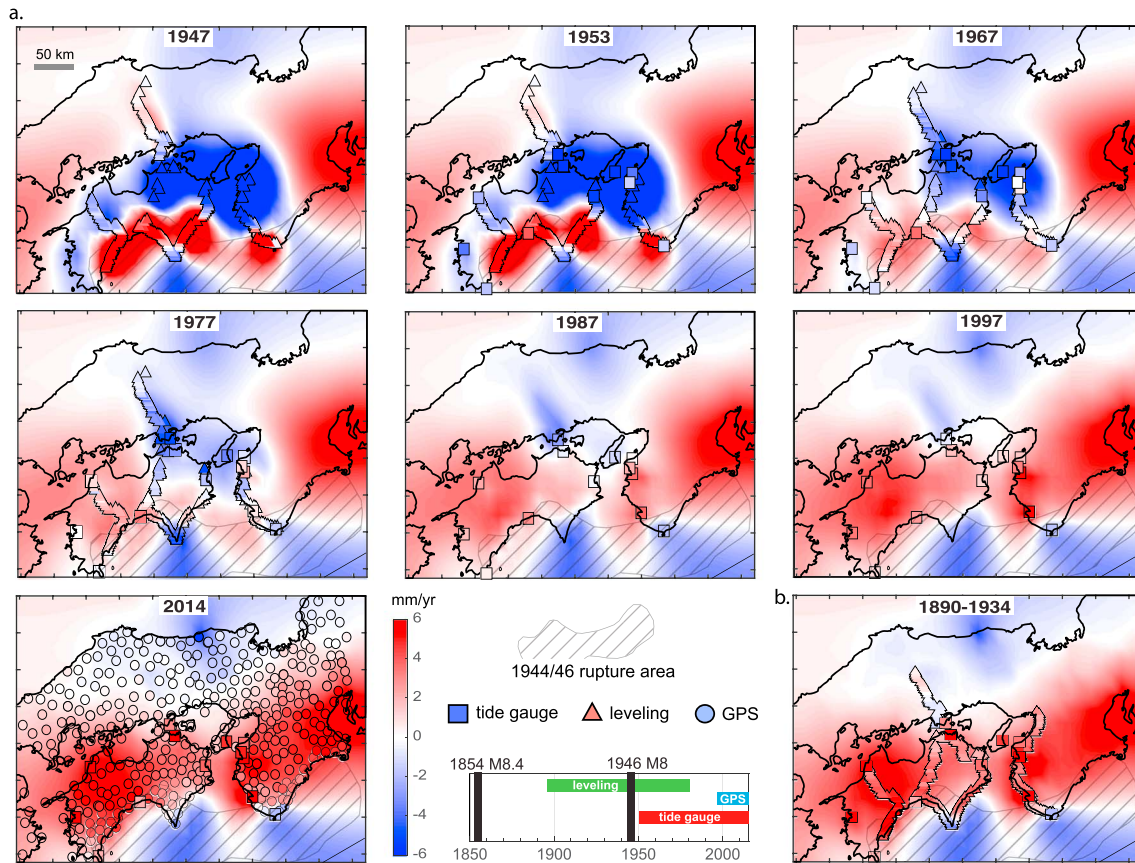 a.
1947
50 km
1953
1967
1977
1987
1997
2014
mm/yr
6
4
2
0
-2
-4
-6
1944/46 rupture area
tide gauge
leveling
GPS
1854 M8.4
1946 M8
leveling
GPS
tide gauge
1850
1900
1950
2000
b.
1890-1934